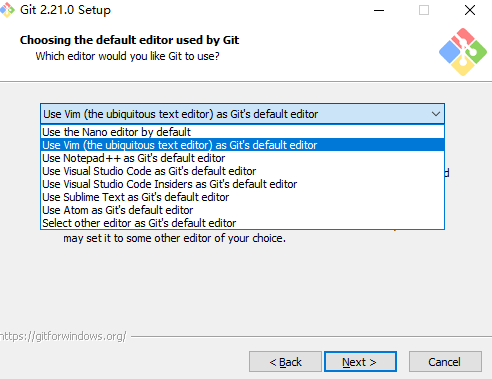 Git 2.21.0 Setup
Choosing the default editor used by Git
Which editor would you like Git to use?
Use Vim (the ubiquitous text editor) as Git's default editor
Use the Nano editor by default
Use Vim (the ubiquitous text editor) as Git's default editor
Use Notepad++ as Git's default editor
Use Visual Studio Code as Git's default editor
Use Visual Studio Code Insiders as Git's default editor
Use Sublime Text as Git's default editor
Use Atom as Git's default editor
Select other editor as Git's default editor
may set it to some other editor of your choice.
https://gitforwindows.org/
< Back
Next >
Cancel